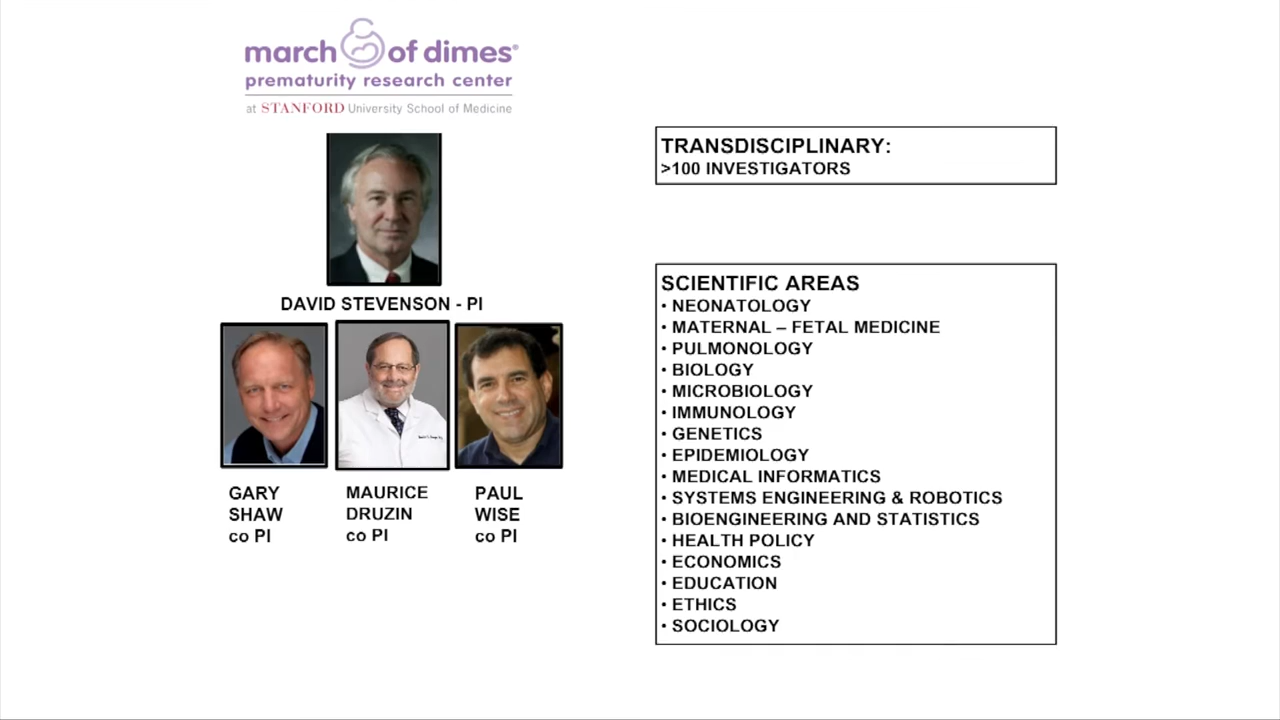 march of dimes®
prematurity research center
at STANFORD University School of Medicine
DAVID STEVENSON - PI
GARY
SHAW
co PI
MAURICE
DRUZIN
co PI
PAUL
WISE
co PI
TRANSDISCIPLINARY:
>100 INVESTIGATORS
SCIENTIFIC AREAS
• NEONATOLOGY
• MATERNAL – FETAL MEDICINE
• PULMONOLOGY
• BIOLOGY
• MICROBIOLOGY
• IMMUNOLOGY
• GENETICS
• EPIDEMIOLOGY
• MEDICAL INFORMATICS
• SYSTEMS ENGINEERING & ROBOTICS
• BIOENGINEERING AND STATISTICS
• HEALTH POLICY
• ECONOMICS
• EDUCATION
• ETHICS
• SOCIOLOGY